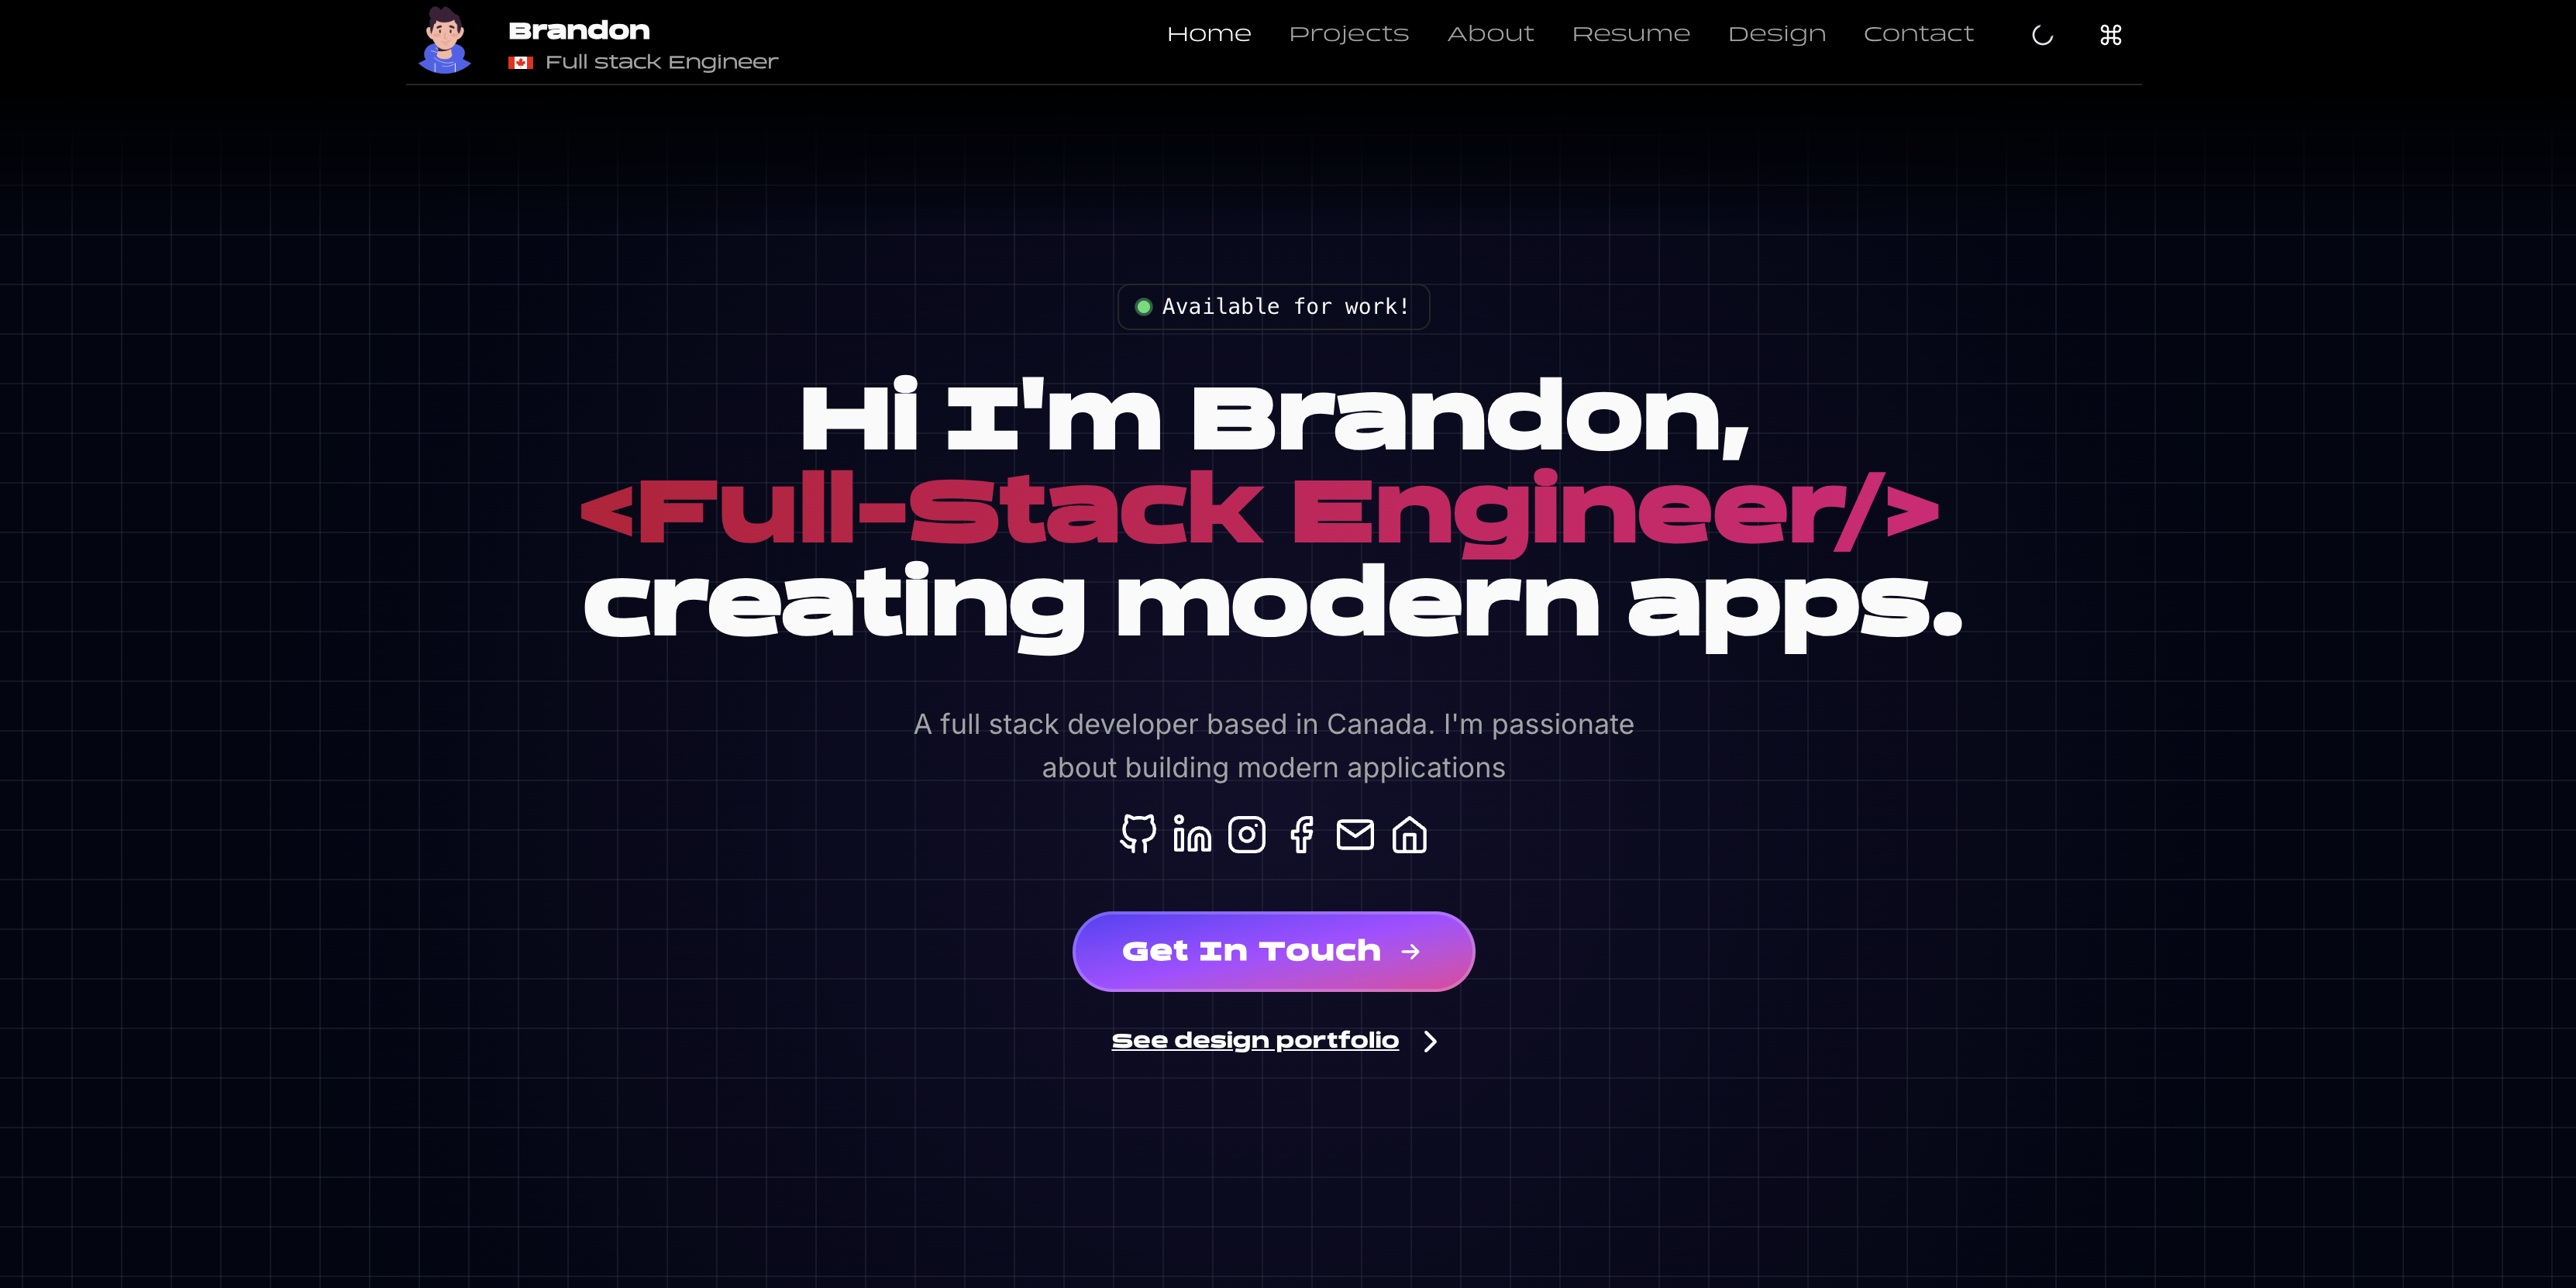 Brandon
Full stack Engineer
Home Projects About Resume Design Contact
Available for work!
Hi I'm Brandon,
<Full-Stack Engineer/>
creating modern apps.
A full stack developer based in Canada. I'm passionate
about building modern applications
Get In Touch →
See design portfolio